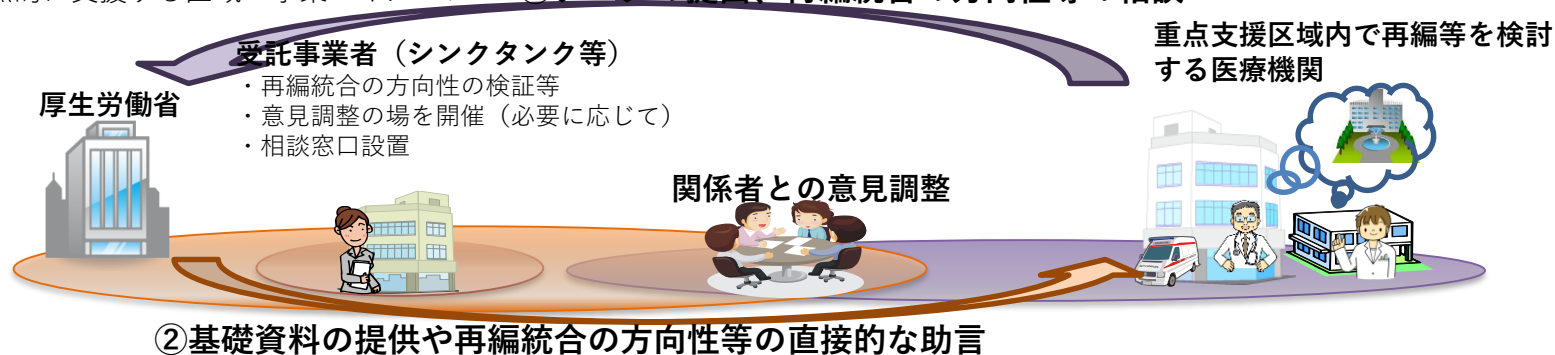 受託事業者（シンクタンク等）
・再編統合の方向性の検証等
・意見調整の場を開催（必要に応じて）
・相談窓口設置
厚生労働省
重点支援区域内で再編等を検討
する医療機関
関係者との意見調整
②基礎資料の提供や再編統合の方向性等の直接的な助言